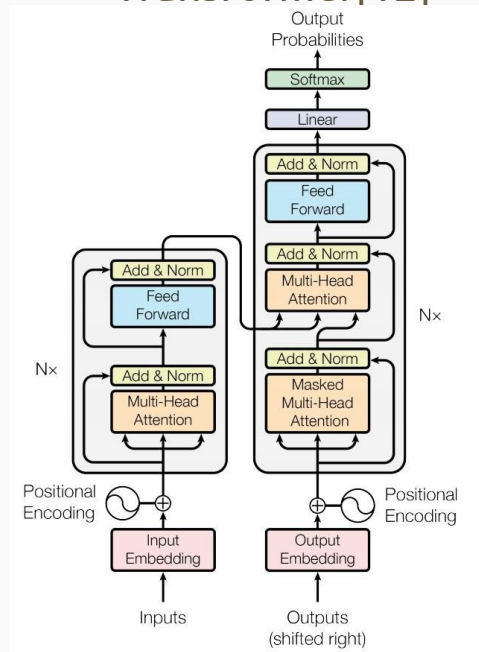 Transformer[12]
Output
Probabilities
Softmax
Linear
Add & Norm
Feed
Forward
Add & Norm
Multi-Head
Attention
Add & Norm
Masked
Multi-Head
Attention
Nx
Add & Norm
Feed
Forward
Add & Norm
Multi-Head
Attention
Nx
Positional
Encoding
Positional
Encoding
Input
Embedding
Output
Embedding
Inputs
Outputs
(shifted right)